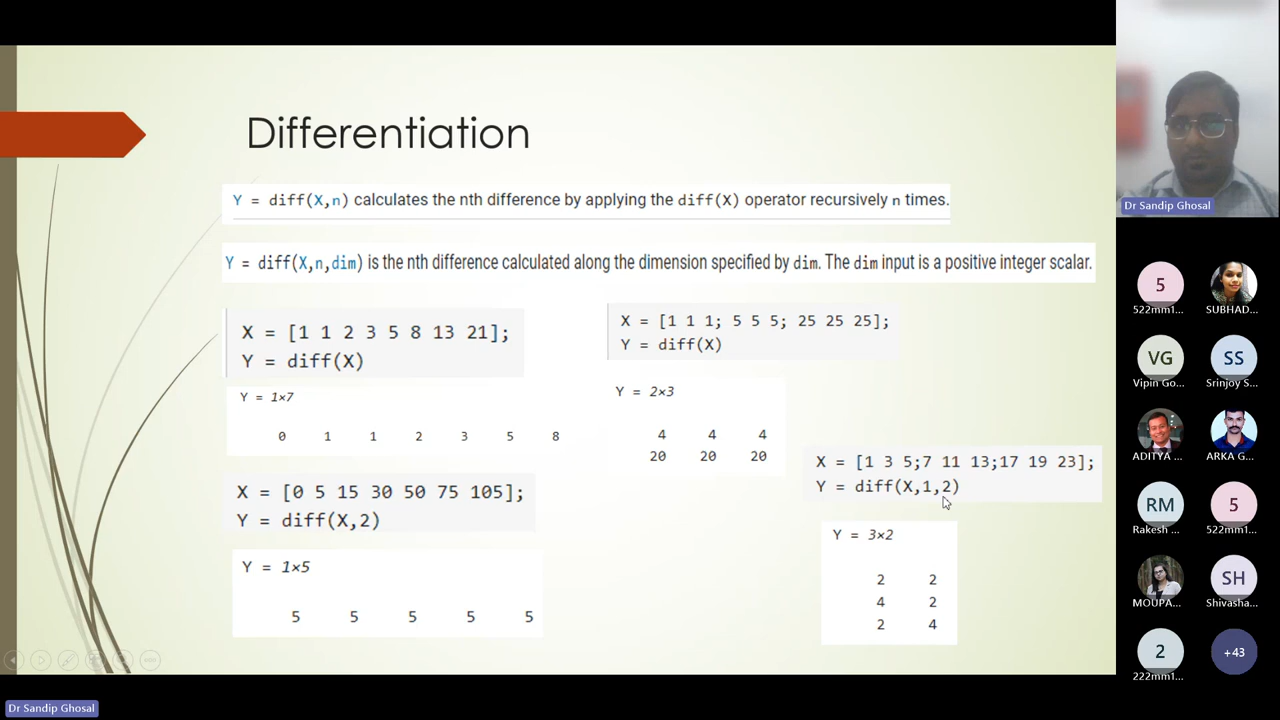 Differentiation
Y = diff(X,n) calculates the nth difference by applying the diff(X) operator recursively n times.
Y = diff(X,n,dim) is the nth difference calculated along the dimension specified by dim. The dim input is a positive integer scalar.
X = [1 1 2 3 5 8 13 21];
Y = diff(X)
Y = 1×7
0 1 1 2 3 5 8
X = [0 5 15 30 50 75 105];
Y = diff(X,2)
Y = 1×5
5 5 5 5 5
X = [1 1 1; 5 5 5; 25 25 25];
Y = diff(X)
Y = 2×3
4 4 4
20 20 20
X = [1 3 5;7 11 13;17 19 23];
Y = diff(X,1,2)
Y = 3×2
2 2
4 2
2 4
Dr Sandip Ghosal
5
522mm1...
SUBHAD...
VG
Vipin Go...
SS
Srinjoy S...
ADITYA ...
ARKA G...
RM
Rakesh ...
5
522mm1...
MOUPA...
SH
Shivasha...
2
222mm1...
+43
Dr Sandip Ghosal